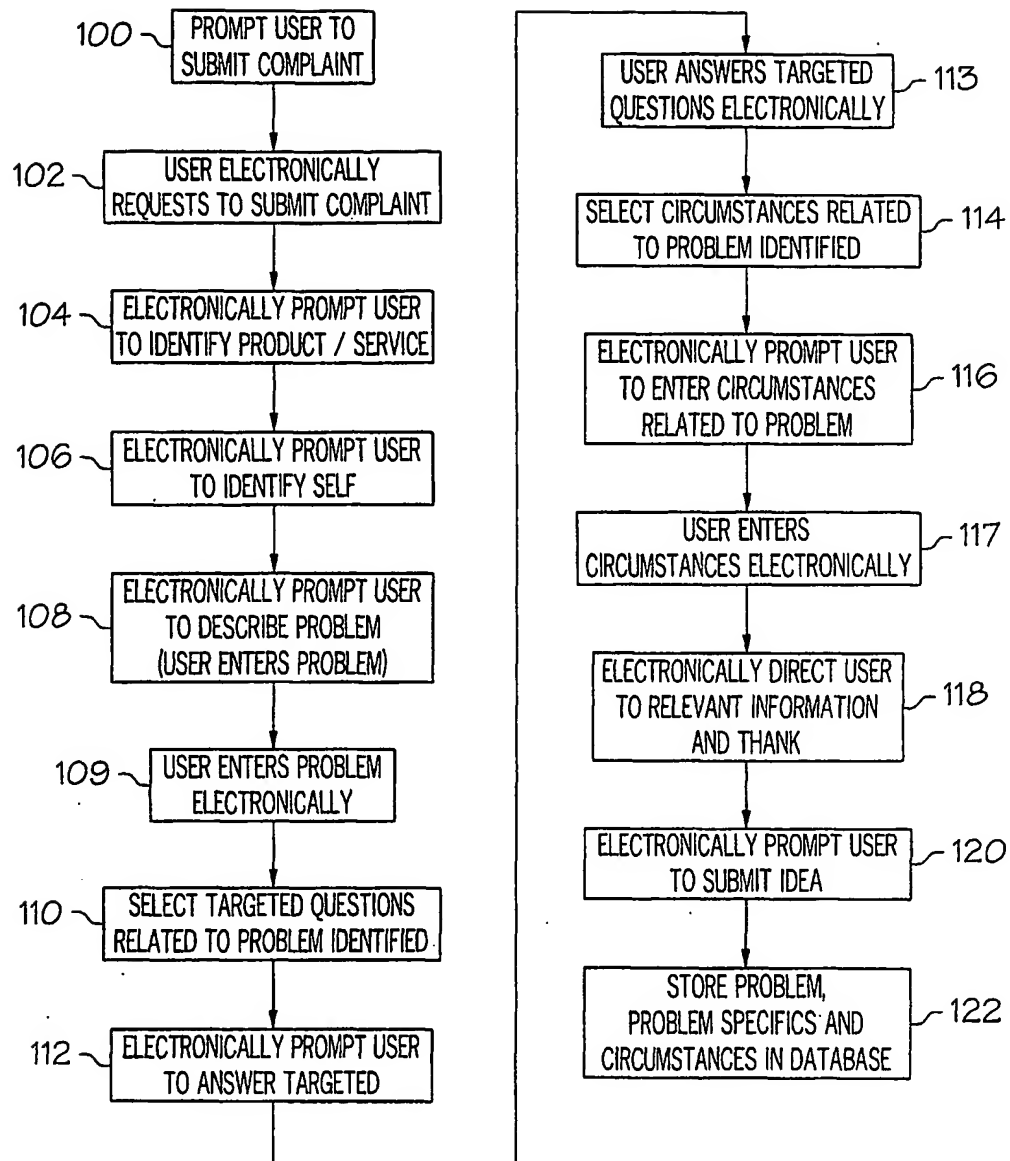 100
PROMPT USER TO
SUBMIT COMPLAINT
102
USER ELECTRONICALLY
REQUESTS TO SUBMIT COMPLAINT
104
ELECTRONICALLY PROMPT USER
TO IDENTIFY PRODUCT / SERVICE
106
ELECTRONICALLY PROMPT USER
TO IDENTIFY SELF
108
ELECTRONICALLY PROMPT USER
TO DESCRIBE PROBLEM
(USER ENTERS PROBLEM)
109
USER ENTERS PROBLEM
ELECTRONICALLY
110
SELECT TARGETED QUESTIONS
RELATED TO PROBLEM IDENTIFIED
112
ELECTRONICALLY PROMPT USER
TO ANSWER TARGETED
USER ANSWERS TARGETED
QUESTIONS ELECTRONICALLY
113
SELECT CIRCUMSTANCES RELATED
TO PROBLEM IDENTIFIED
114
ELECTRONICALLY PROMPT USER
TO ENTER CIRCUMSTANCES
RELATED TO PROBLEM
116
USER ENTERS
CIRCUMSTANCES ELECTRONICALLY
117
ELECTRONICALLY DIRECT USER
TO RELEVANT INFORMATION
AND THANK
118
ELECTRONICALLY PROMPT USER
TO SUBMIT IDEA
120
STORE PROBLEM,
PROBLEM SPECIFICS AND
CIRCUMSTANCES IN DATABASE
122